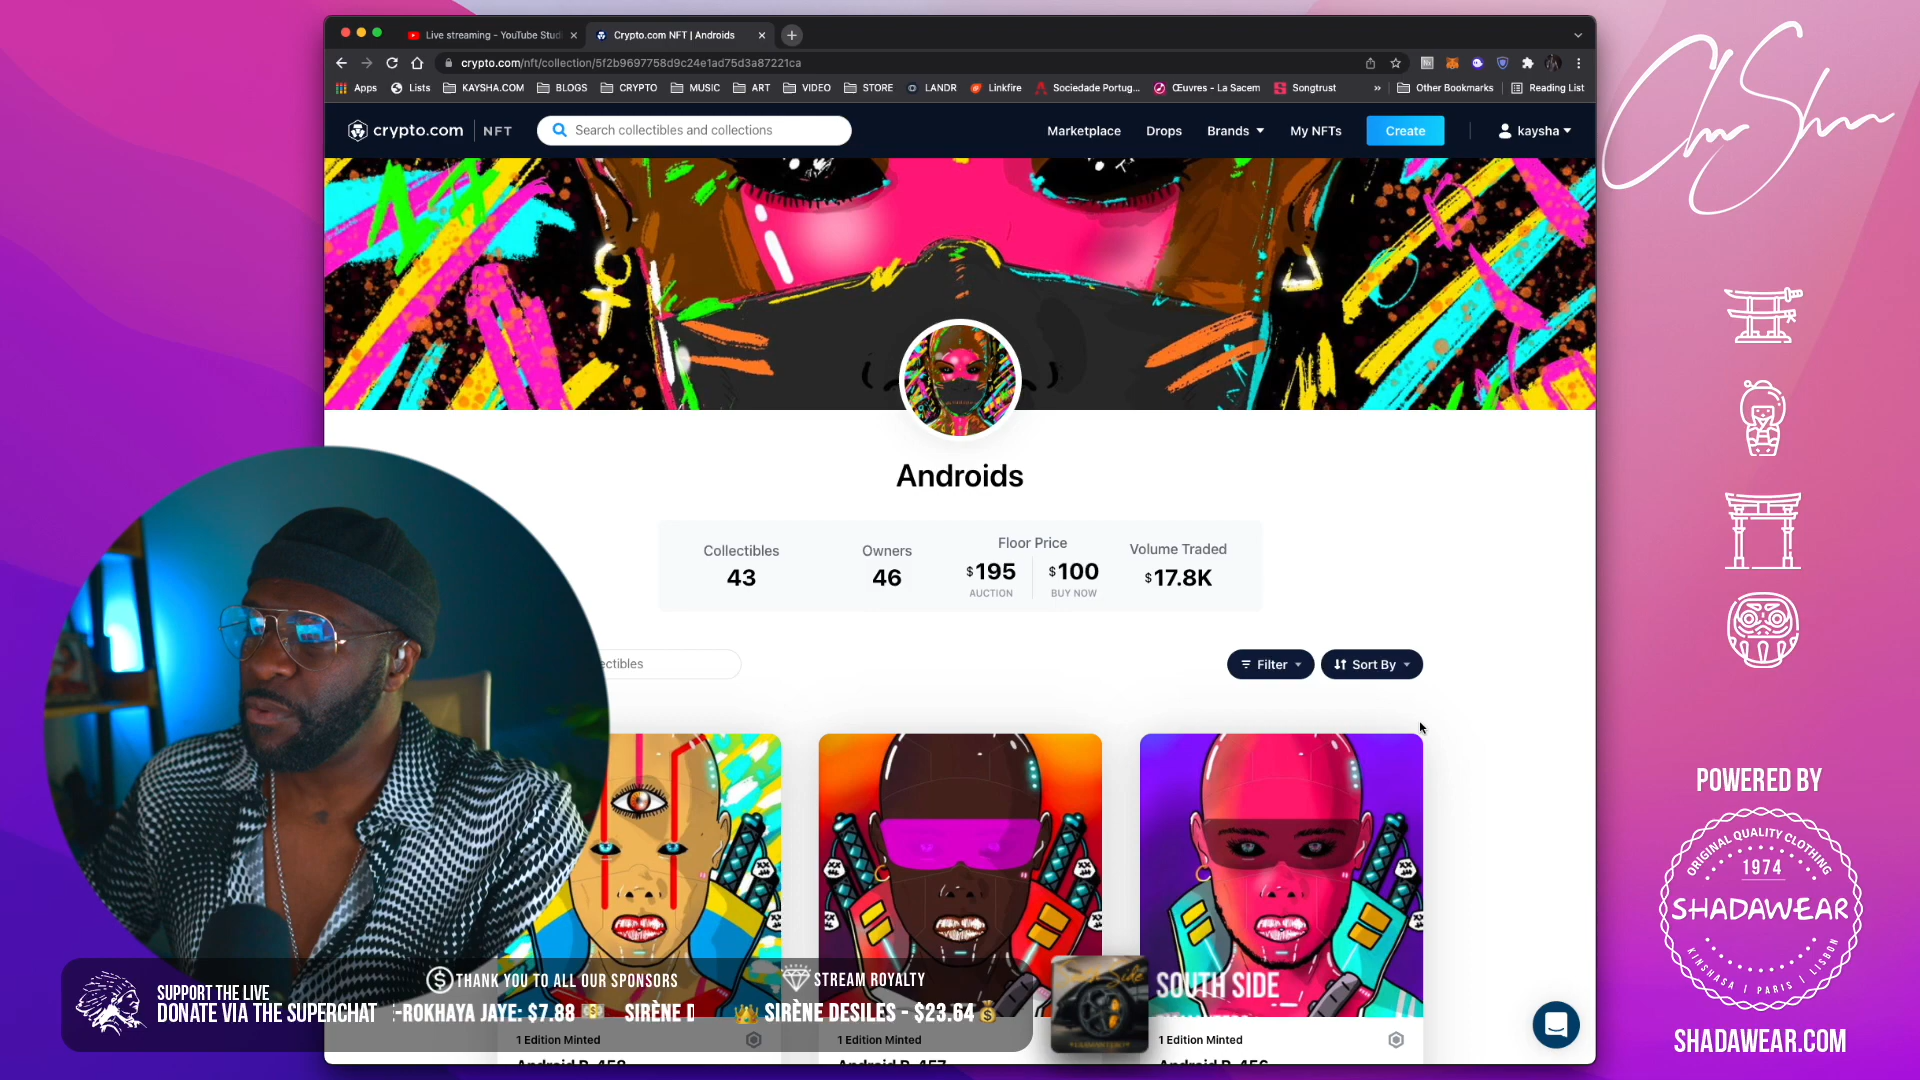 Live streaming - YouTube Studi
Crypto.com NFT | Androids
crypto.com/nft/collection/5f2b9697758d9c24e1ad75d3a87221ca
Apps
Lists
KAYSHA.COM
BLOGS
CRYPTO
MUSIC
ART
VIDEO
STORE
LANDR
Linkfire
Sociedade Portug...
Œuvres - La Sacem
Songtrust
»
Other Bookmarks
Reading List
crypto.com | NFT
Search collectibles and collections
Marketplace
Drops
Brands
My NFTs
Create
kaysha
Androids
Collectibles
43
Owners
46
Floor Price
$195
AUCTION
$100
BUY NOW
Volume Traded
$17.8K
ectibles
Filter
Sort By
1 Edition Minted
1 Edition Minted
1 Edition Minted
SUPPORT THE LIVE
DONATE VIA THE SUPERCHAT
THANK YOU TO ALL OUR SPONSORS
-ROKHAYA JAYE: $7.88
SIRÈNE D
STREAM ROYALTY
SIRÈNE DESILES - $23.64
SOUTH SIDE_
POWERED BY
ORIGINAL QUALITY CLOTHING
1974
SHADAWEAR
KINSHASA | PARIS | LISBON
SHADAWEAR.COM